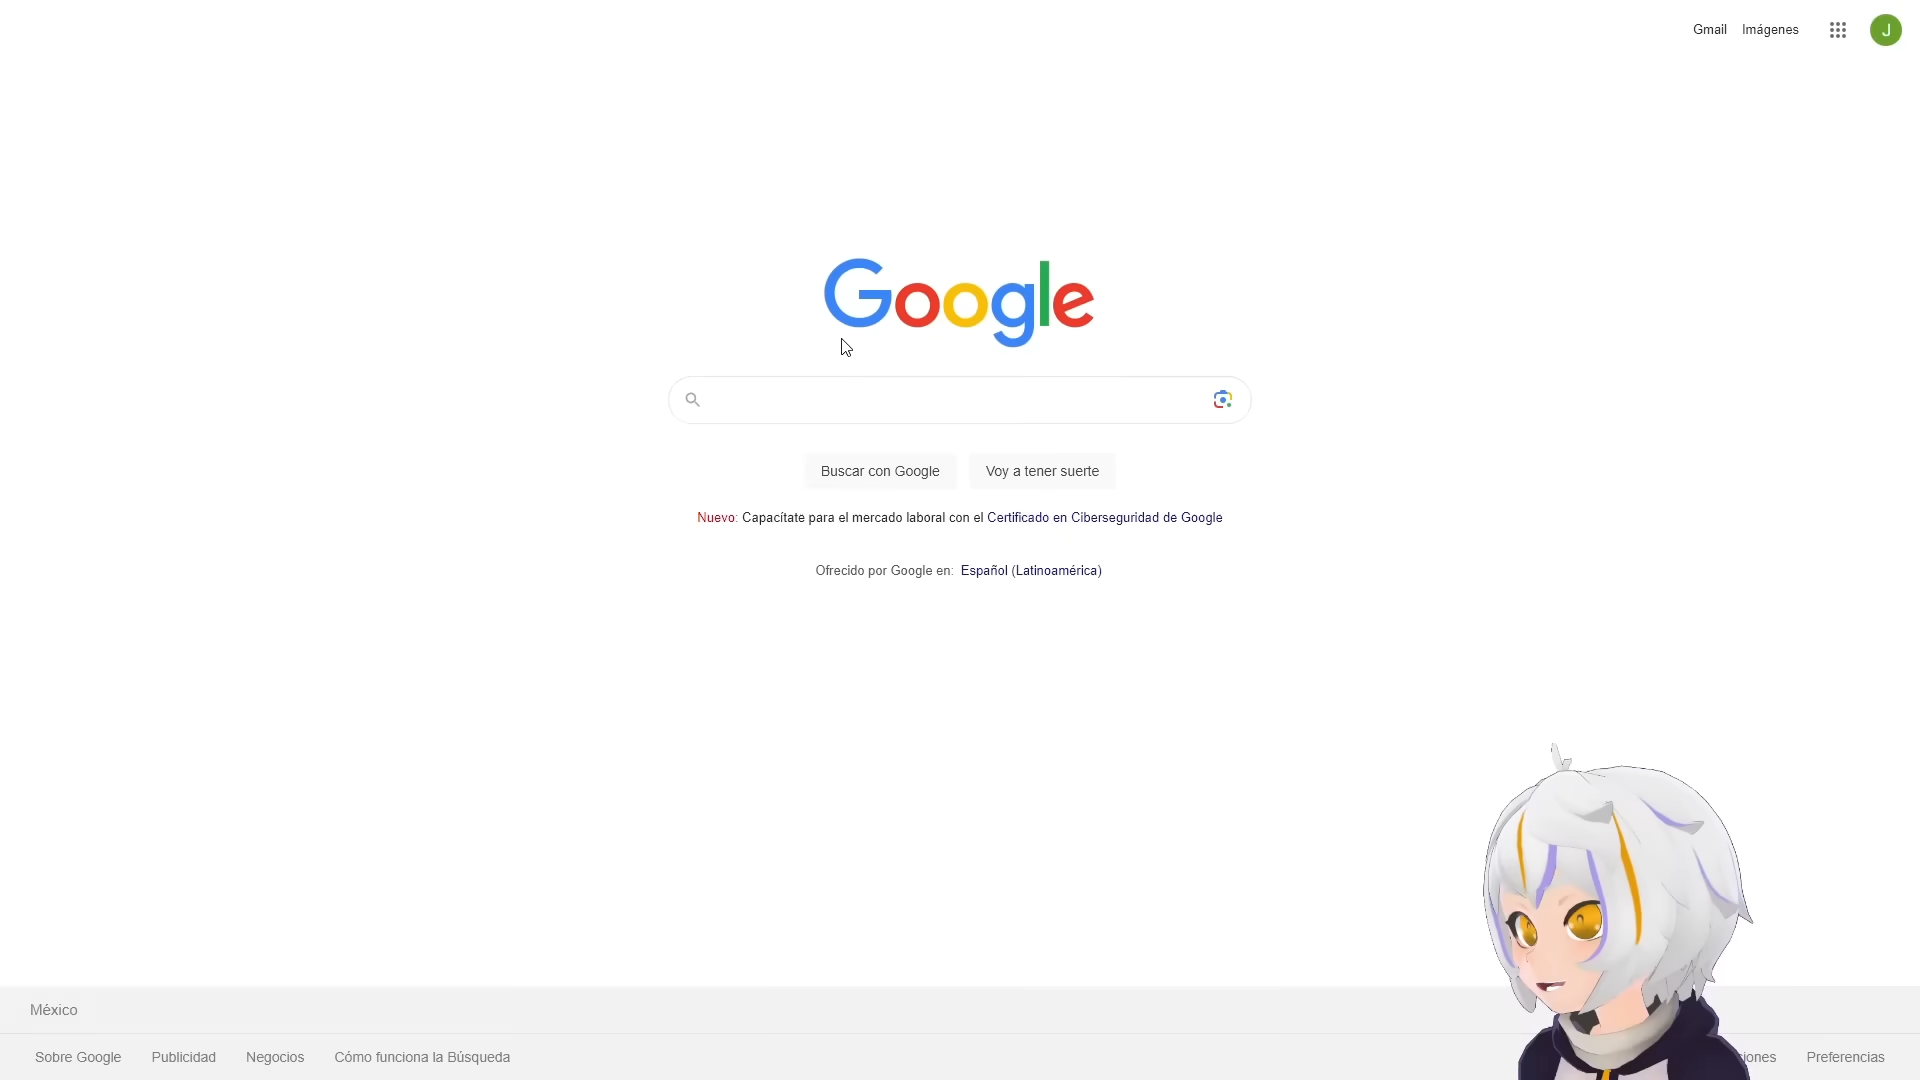 Gmail Imágenes
J
Google
Buscar con Google Voy a tener suerte
Nuevo: Capacítate para el mercado laboral con el Certificado en Ciberseguridad de Google
Ofrecido por Google en: Español (Latinoamérica)
México
Sobre Google Publicidad Negocios Cómo funciona la Búsqueda Preferencias